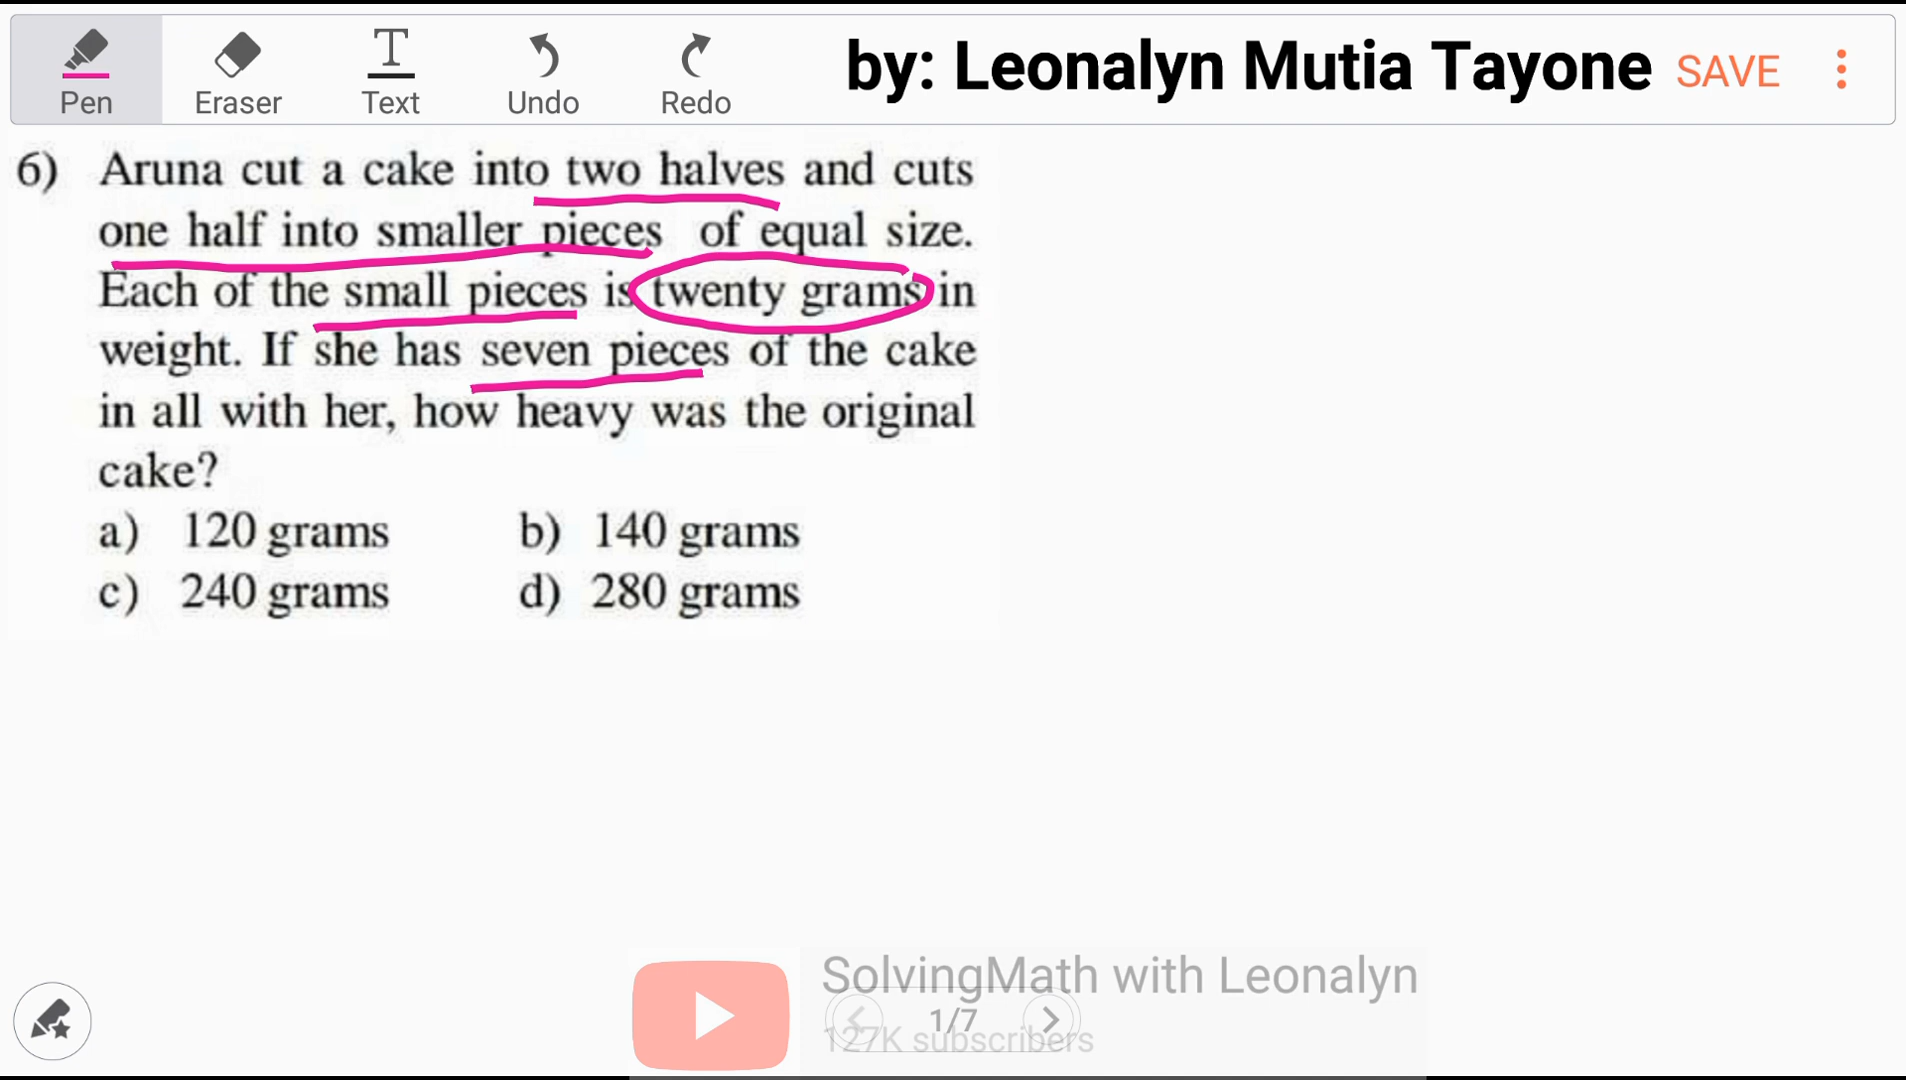 Pen
Eraser
Text
Undo
Redo
by: Leonalyn Mutia Tayone
SAVE
6) Aruna cut a cake into two halves and cuts
one half into smaller pieces of equal size.
Each of the small pieces is twenty grams in
weight. If she has seven pieces of the cake
in all with her, how heavy was the original
cake?
a) 120 grams b) 140 grams
c) 240 grams d) 280 grams
SolvingMath with Leonalyn
1/7
127K subscribers